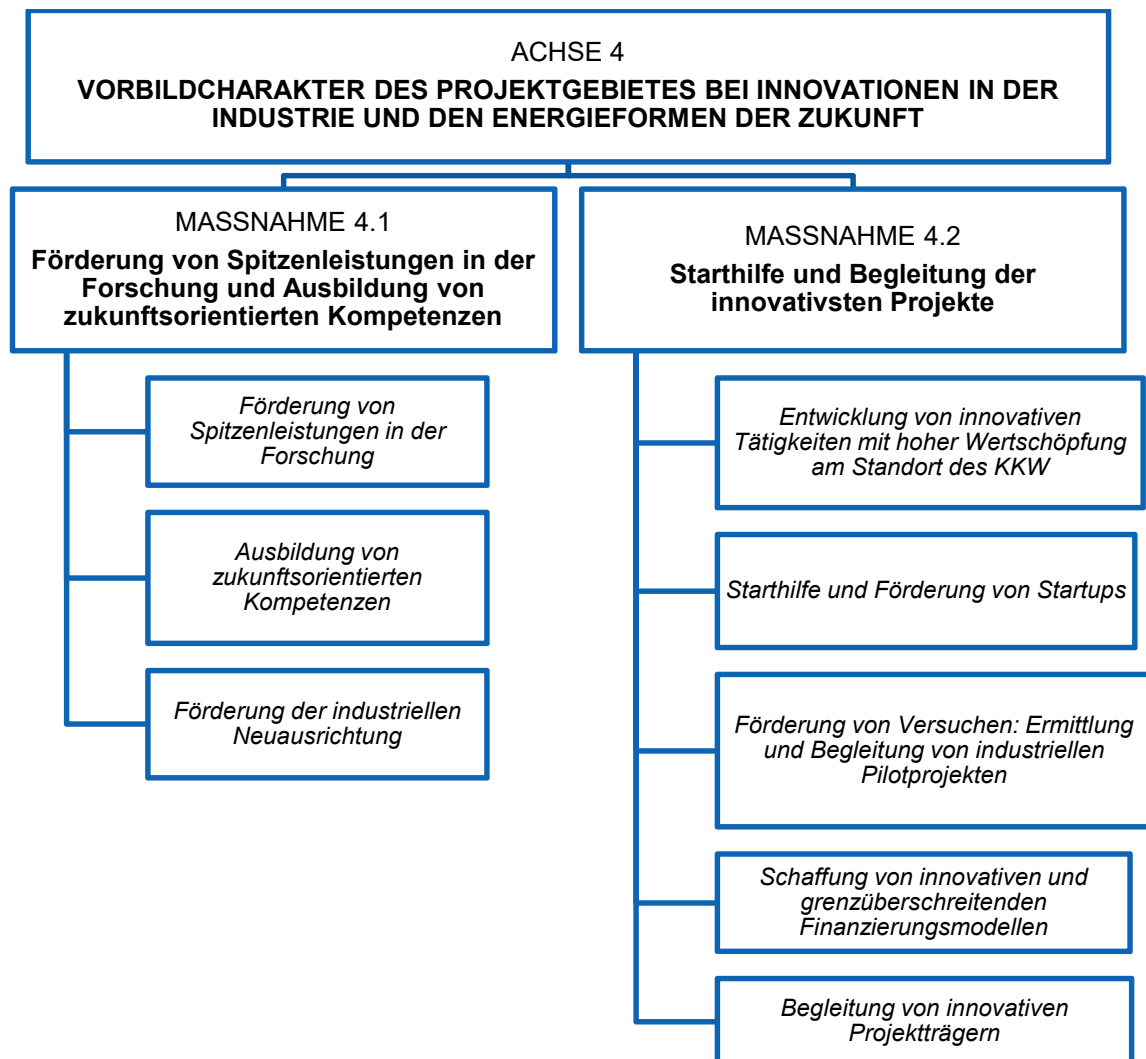 ACHSE 4
VORBILDCHARAKTER DES PROJEKTGEBIETES BEI INNOVATIONEN IN DER
INDUSTRIE UND DEN ENERGIEFORMEN DER ZUKUNFT
MASSNAHME 4.1
Förderung von Spitzenleistungen in der
Forschung und Ausbildung von
zukunftsorientierten Kompetenzen
Förderung von
Spitzenleistungen in der
Forschung
Ausbildung von
zukunftsorientierten
Kompetenzen
Förderung der industriellen
Neuausrichtung
MASSNAHME 4.2
Starthilfe und Begleitung der
innovativsten Projekte
Entwicklung von innovativen
Tätigkeiten mit hoher Wertschöpfung
am Standort des KKW
Starthilfe und Förderung von Startups
Förderung von Versuchen: Ermittlung
und Begleitung von industriellen
Pilotprojekten
Schaffung von innovativen und
grenzüberschreitenden
Finanzierungsmodellen
Begleitung von innovativen
Projektträgern